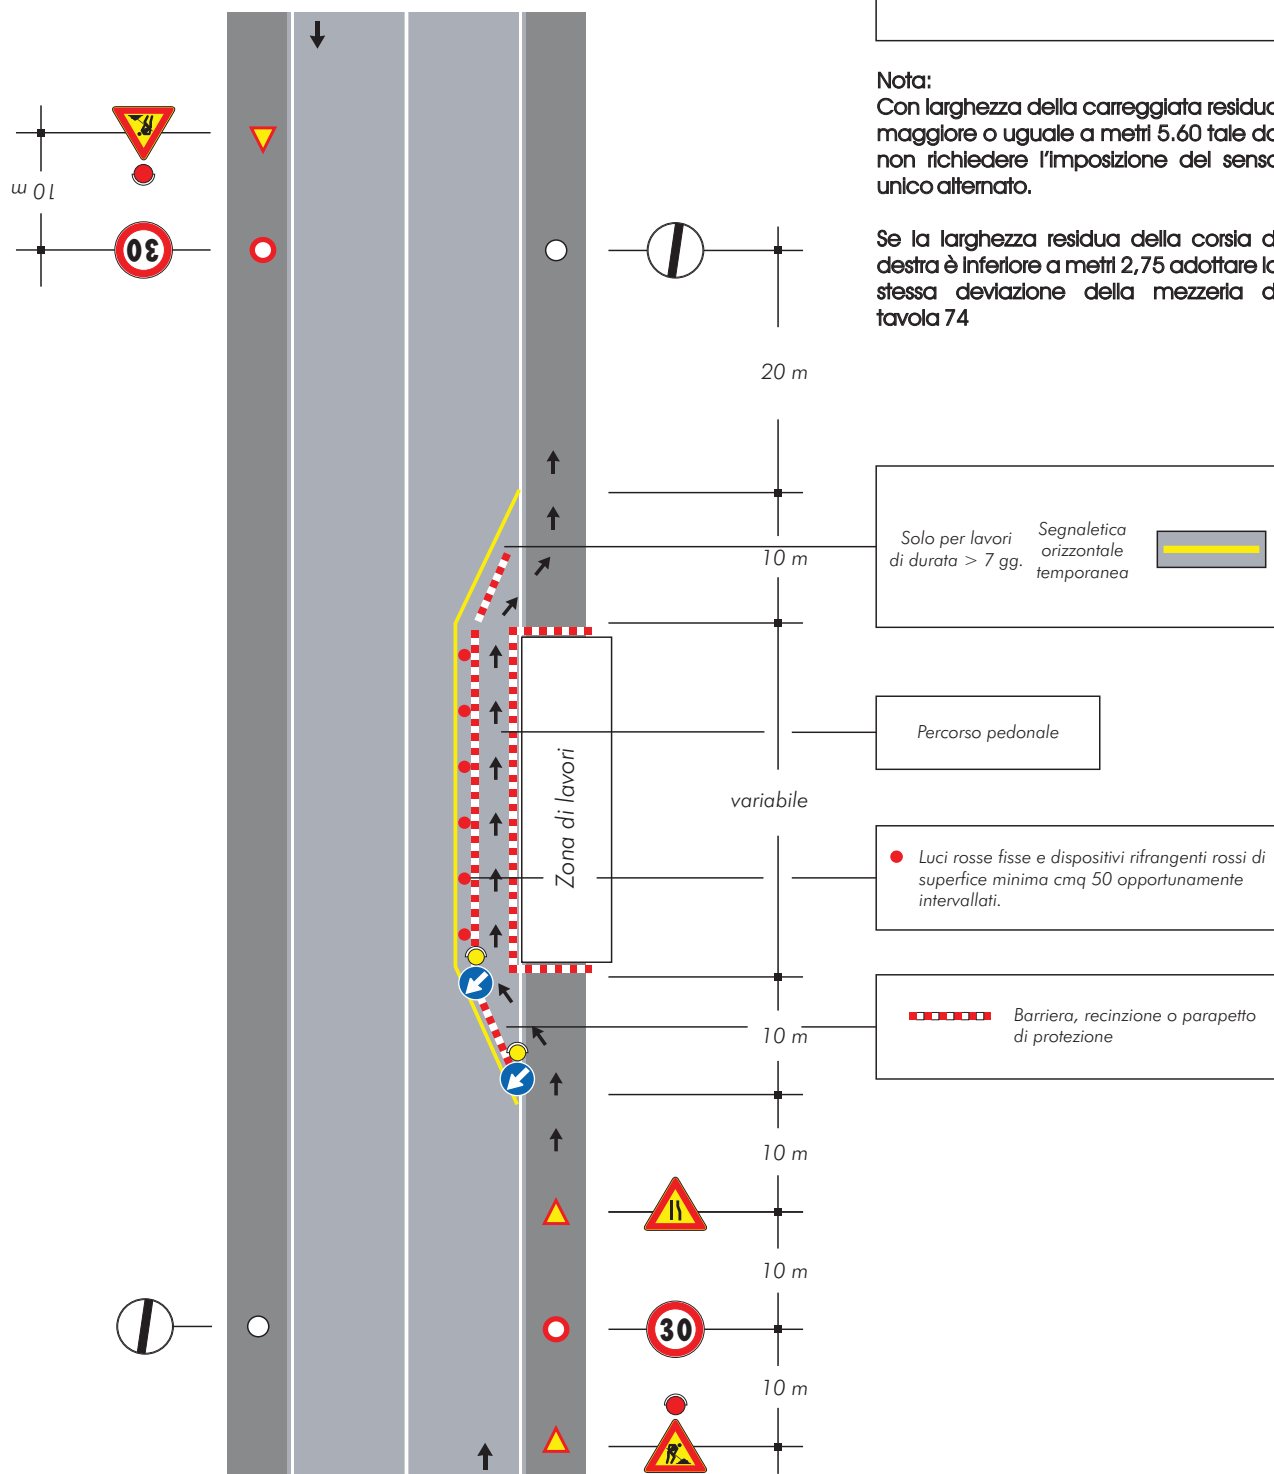 Nota:
Con larghezza della carreggiata residua
maggiore o uguale a metri 5.60 tale da
non richiedere l'imposizione del senso
unico alternato.
Se la larghezza residua della corsia d
destra è inferiore a metri 2,75 adottare la
stessa deviazione della mezzeria d
tavola 74
10 m
30
20 m
Solo per lavori
di durata > 7 gg.
Segnaletica
orizzontale
temporanea
10 m
Percorso pedonale
Zona di lavori
variabile
Luci rosse fisse e dispositivi rifrangenti rossi di
superfice minima cmq 50 opportunamente
intervallati.
Barriera, recinzione o parapetto
di protezione
10 m
10 m
10 m
30
10 m